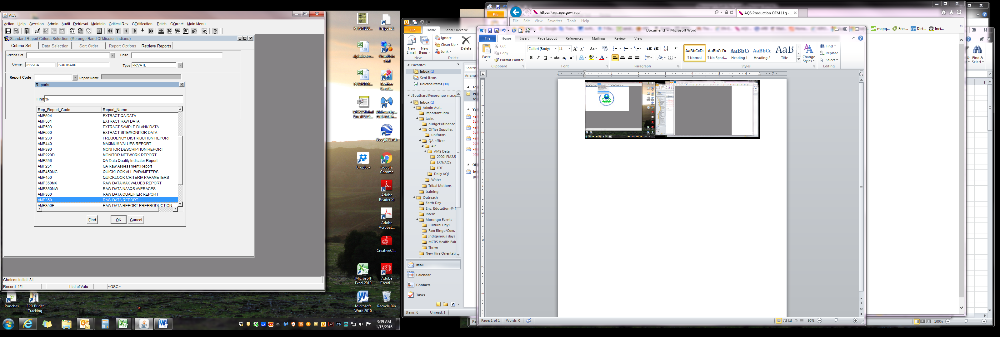 AQS
Action Help Session Admin Audit Retrieval Maintain Critical Rev CErtification Batch COrrect Main Menu
Standard Report Criteria Selection (Morongo Band Of Mission Indians)
Criteria Set Data Selection Sort Order Report Options Retrieve Reports
Criteria Set Desc
Owner JESSICA SOUTHARD Type PRIVATE
Report Code Report Name
Reports
Find %
Rep_Report_Code Report_Name
AMP504 EXTRACT QA DATA
AMP501 EXTRACT RAW DATA
AMP503 EXTRACT SAMPLE BLANK DATA
AMP500 EXTRACT SITE/MONITOR DATA
AMP230 FREQUENCY DISTRIBUTION REPORT
AMP440 MAXIMUM VALUES REPORT
AMP390 MONITOR DESCRIPTION REPORT
AMP220D MONITOR NETWORK REPORT
AMP256 QA Data Quality Indicator Report
AMP251 QA Raw Assessment Report
AMP450NC QUICKLOOK ALL PARAMETERS
AMP450 QUICKLOOK CRITERIA PARAMETERS
AMP350MX RAW DATA MAX VALUES REPORT
AMP350NW RAW DATA NAAQS AVERAGES
AMP360 RAW DATA QUALIFIER REPORT
AMP350 RAW DATA REPORT
AMP350P RAW DATA REPORT PREPRODUCTION
Find OK Cancel
Choices in list: 31
Record: 1/1 ... List of Valu... <OSC>
PHONEDI... helpdesk
alphabetex... OmniJoin
Trial
PHONEDI... Brother
Creati...
MCRSGlobal
Email Listi... Malwareby...
Anti-Malw...
Google Earth
Dropbox Google
Chrome
Adobe
Reader XI
Adobe
Acrobat...
CreativeCl...
Microsoft
Excel 2010 Adobe
Creati...
Microsoft
Word 2010 Recycle Bin
Punches EPD Buget
Tracking
9:39 AM
1/15/2016
File Home Send / Receive
New
E-mail New
Items
Ignore
Clean Up
Junk
Delete
New Delete
Favorites
Inbox (1)
Sent Items
Deleted Items (30)
JSouthard@morongo-nsn.g
Inbox (1)
Admin Asst.
Important Info
tasks
budgets/finance
Office Supplies
uniforms
QA officer
Air
AMS Data
2000i PM2.5
EXN/AQS
TDT
Daily AQI
Water
Tribal Motions
training
Outreach
Earth Day
Env. Education @
Intern
Morongo Events
Cultural Days
Fam Bingo/Com.
Indigenous days
MCRS Health Fair
Thrive
New Hire Orientati
Mail
Calendar
Contacts
Tasks
Items: 6 Unread: 1
Search
Arrang
File
https://aqs.epa.gov/aqs/ AQS Production OFM 11g -...
File Edit View Favorites Tools Help
mapq... Free... Dict... Inci...
Document1 - Microsoft Word
File Home Insert Page Layout References Mailings Review View
Paste
Cut
Copy
Format Painter
Clipboard
Calibri (Body) 11
Font
Paragraph
AaBbCcDc AaBbCcDc AaBbC AaBbCc AaB
¶ Normal ¶ No Spaci... Heading 1 Heading 2 Title
Change
Styles
Styles
Find
Replace
Select
Editing
Find &
Select
T
Page: 1 of 1 Words: 0 90%
100%